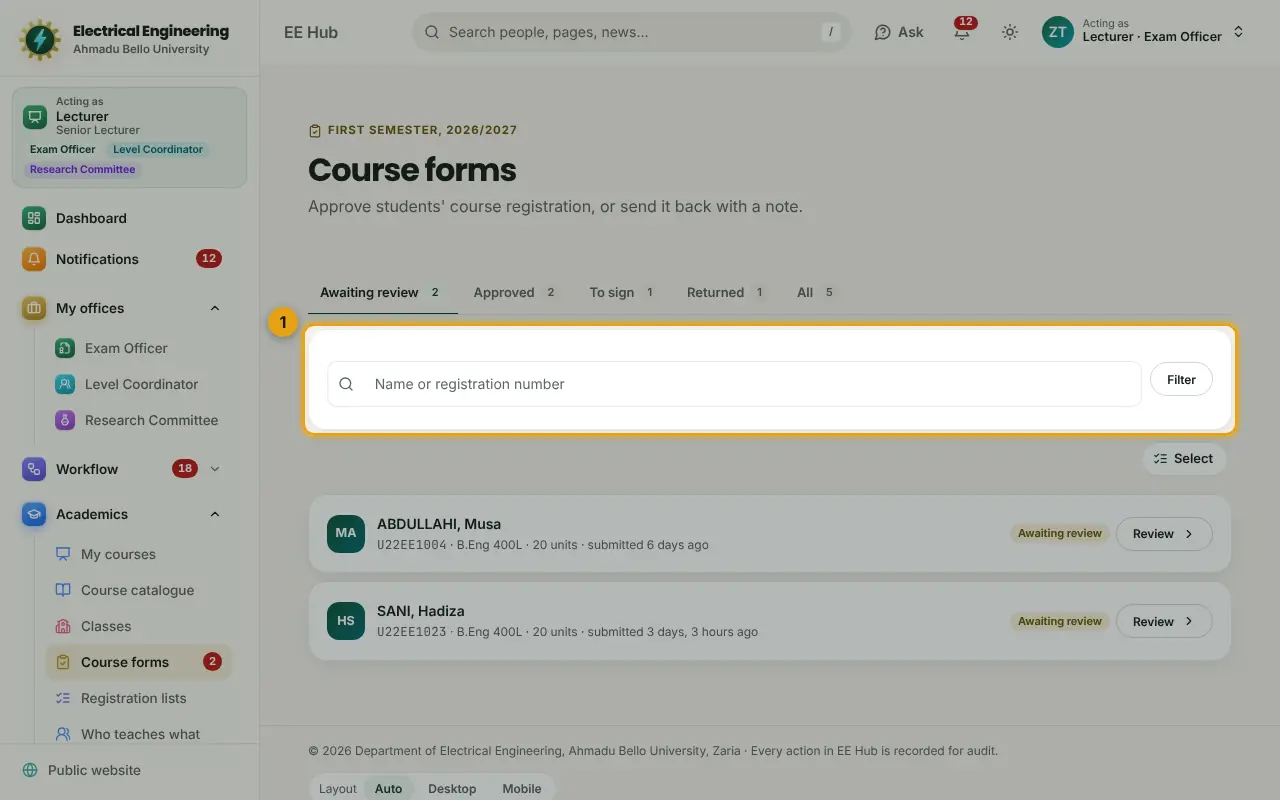 Electrical Engineering
Ahmadu Bello University
EE Hub
Search people, pages, news...
/
Ask
12
ZT
Acting as
Lecturer · Exam Officer
Acting as
Lecturer
Senior Lecturer
Exam Officer
Level Coordinator
Research Committee
Dashboard
Notifications 12
My offices
Exam Officer
Level Coordinator
Research Committee
Workflow 18
Academics
My courses
Course catalogue
Classes
Course forms 2
Registration lists
Who teaches what
Public website
FIRST SEMESTER, 2026/2027
Course forms
Approve students' course registration, or send it back with a note.
Awaiting review 2 Approved 2 To sign 1 Returned 1 All 5
1
Name or registration number
Filter
Select
MA
ABDULLAHI, Musa
U22EE1004 · B.Eng 400L · 20 units · submitted 6 days ago
Awaiting review
Review
HS
SANI, Hadiza
U22EE1023 · B.Eng 400L · 20 units · submitted 3 days, 3 hours ago
Awaiting review
Review
© 2026 Department of Electrical Engineering, Ahmadu Bello University, Zaria · Every action in EE Hub is recorded for audit.
Layout Auto Desktop Mobile